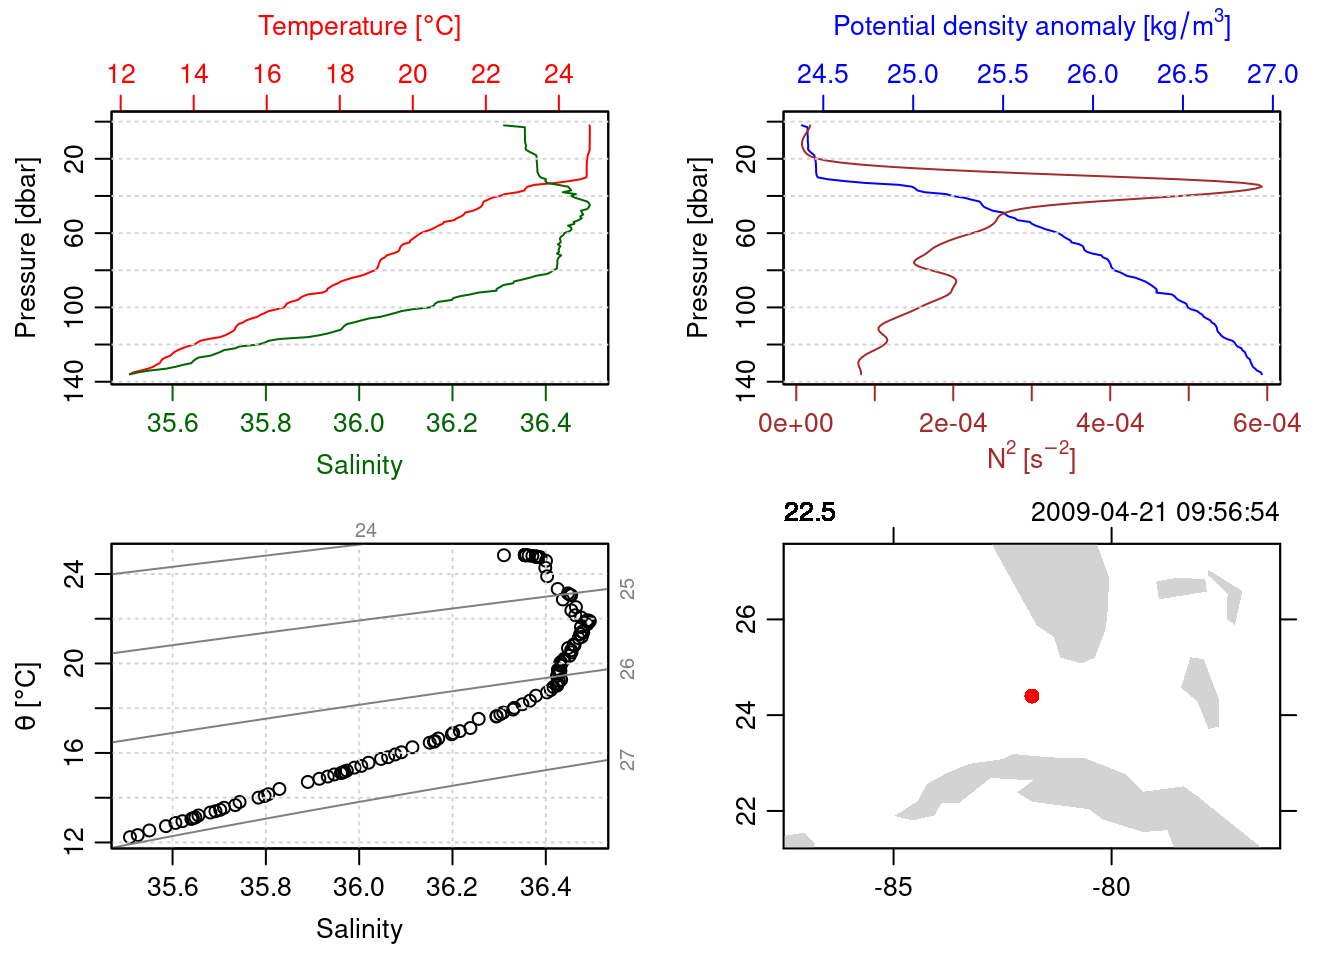 Temperature [°C]
12 14 16 18 20 22 24
Pressure [dbar]
20 60 100 140
35.6 35.8 36.0 36.2 36.4
Salinity
Potential density anomaly [kg/m³]
24.5 25.0 25.5 26.0 26.5 27.0
Pressure [dbar]
20 60 100 140
0e+00 2e-04 4e-04 6e-04
N² [s⁻²]
24
25
26
27
θ [°C]
24 20 16 12
35.6 35.8 36.0 36.2 36.4
Salinity
22.5 2009-04-21 09:56:54
26 24 22
-85 -80